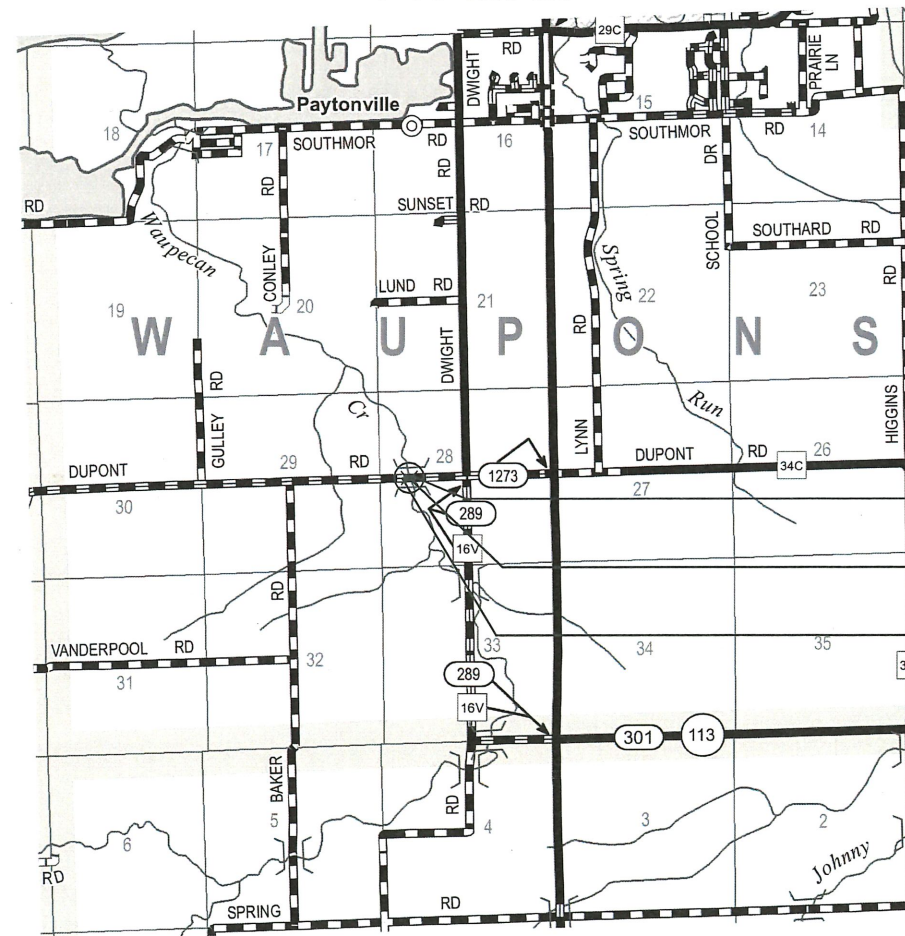 29C
RD
DWIGHT
PRAIRIE
LN
Paytonville
18
17
SOUTHMOR
RD
16
15
SOUTHMOR
RD
14
RD
RD
DR
RD
SUNSET
RD
Waupecan
CONLEY
SCHOOL
SOUTHARD
RD
Spring
LUND
RD
RD
19
20
21
22
23
WAUPONS
RD
DWIGHT
RD
Cr
Run
GULLEY
LYNN
HIGGINS
DUPONT
29
RD
28
1273
DUPONT
RD
26
34C
30
27
289
16V
RD
VANDERPOOL
RD
32
33
34
35
31
289
16V
301
113
BAKER
RD
5
4
3
2
6
RD
Johnny
SPRING
RD